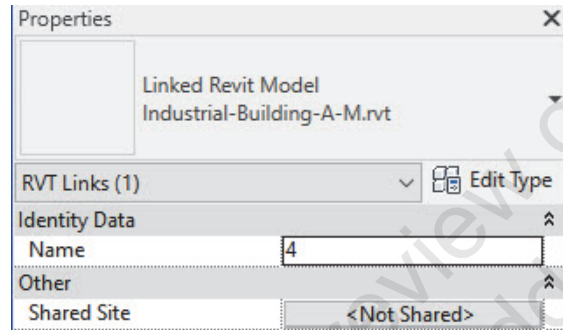 Properties
Linked Revit Model
Industrial-Building-A-M.rvt
RVT Links (1)
Edit Type
Identity Data
Name 4
Other
Shared Site <Not Shared>